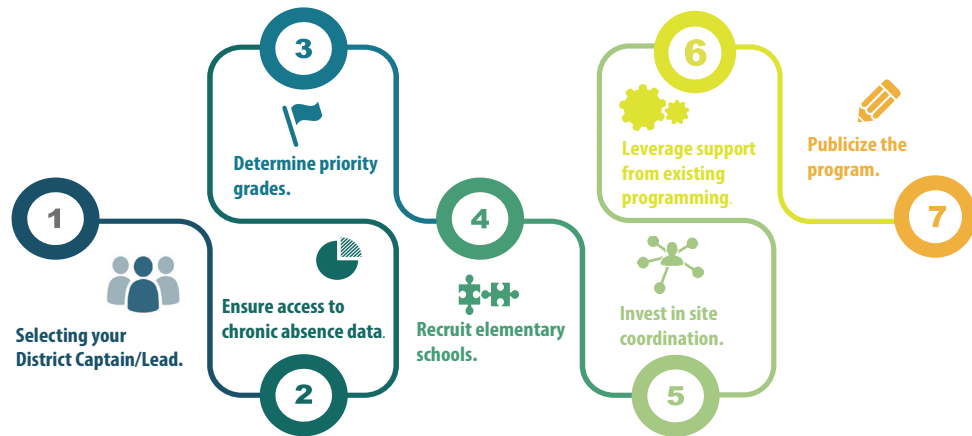 1
Selecting your
District Captain/Lead.
2
Ensure access to
chronic absence data.
3
Determine priority
grades.
4
Recruit elementary
schools.
5
Invest in site
coordination.
6
Leverage support
from existing
programming.
7
Publicize the
program.